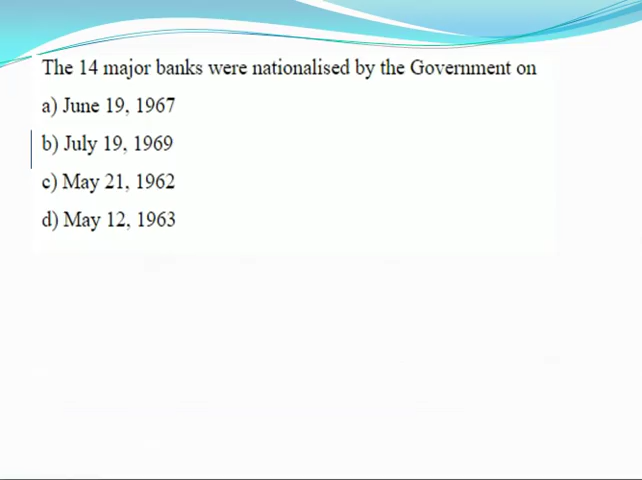 The 14 major banks were nationalised by the Government on
a) June 19, 1967
b) July 19, 1969
c) May 21, 1962
d) May 12, 1963